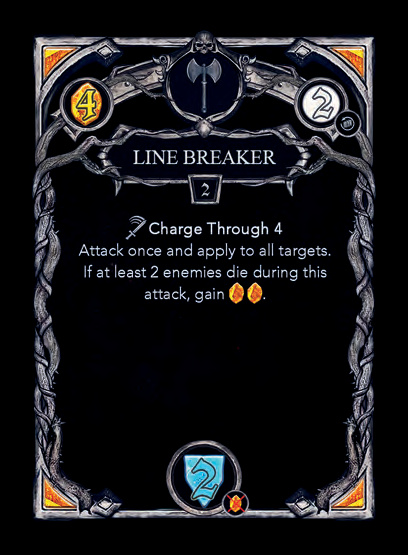 4
2
LINE BREAKER
2
Charge Through 4
Attack once and apply to all targets.
If at least 2 enemies die during this
attack, gain .
2